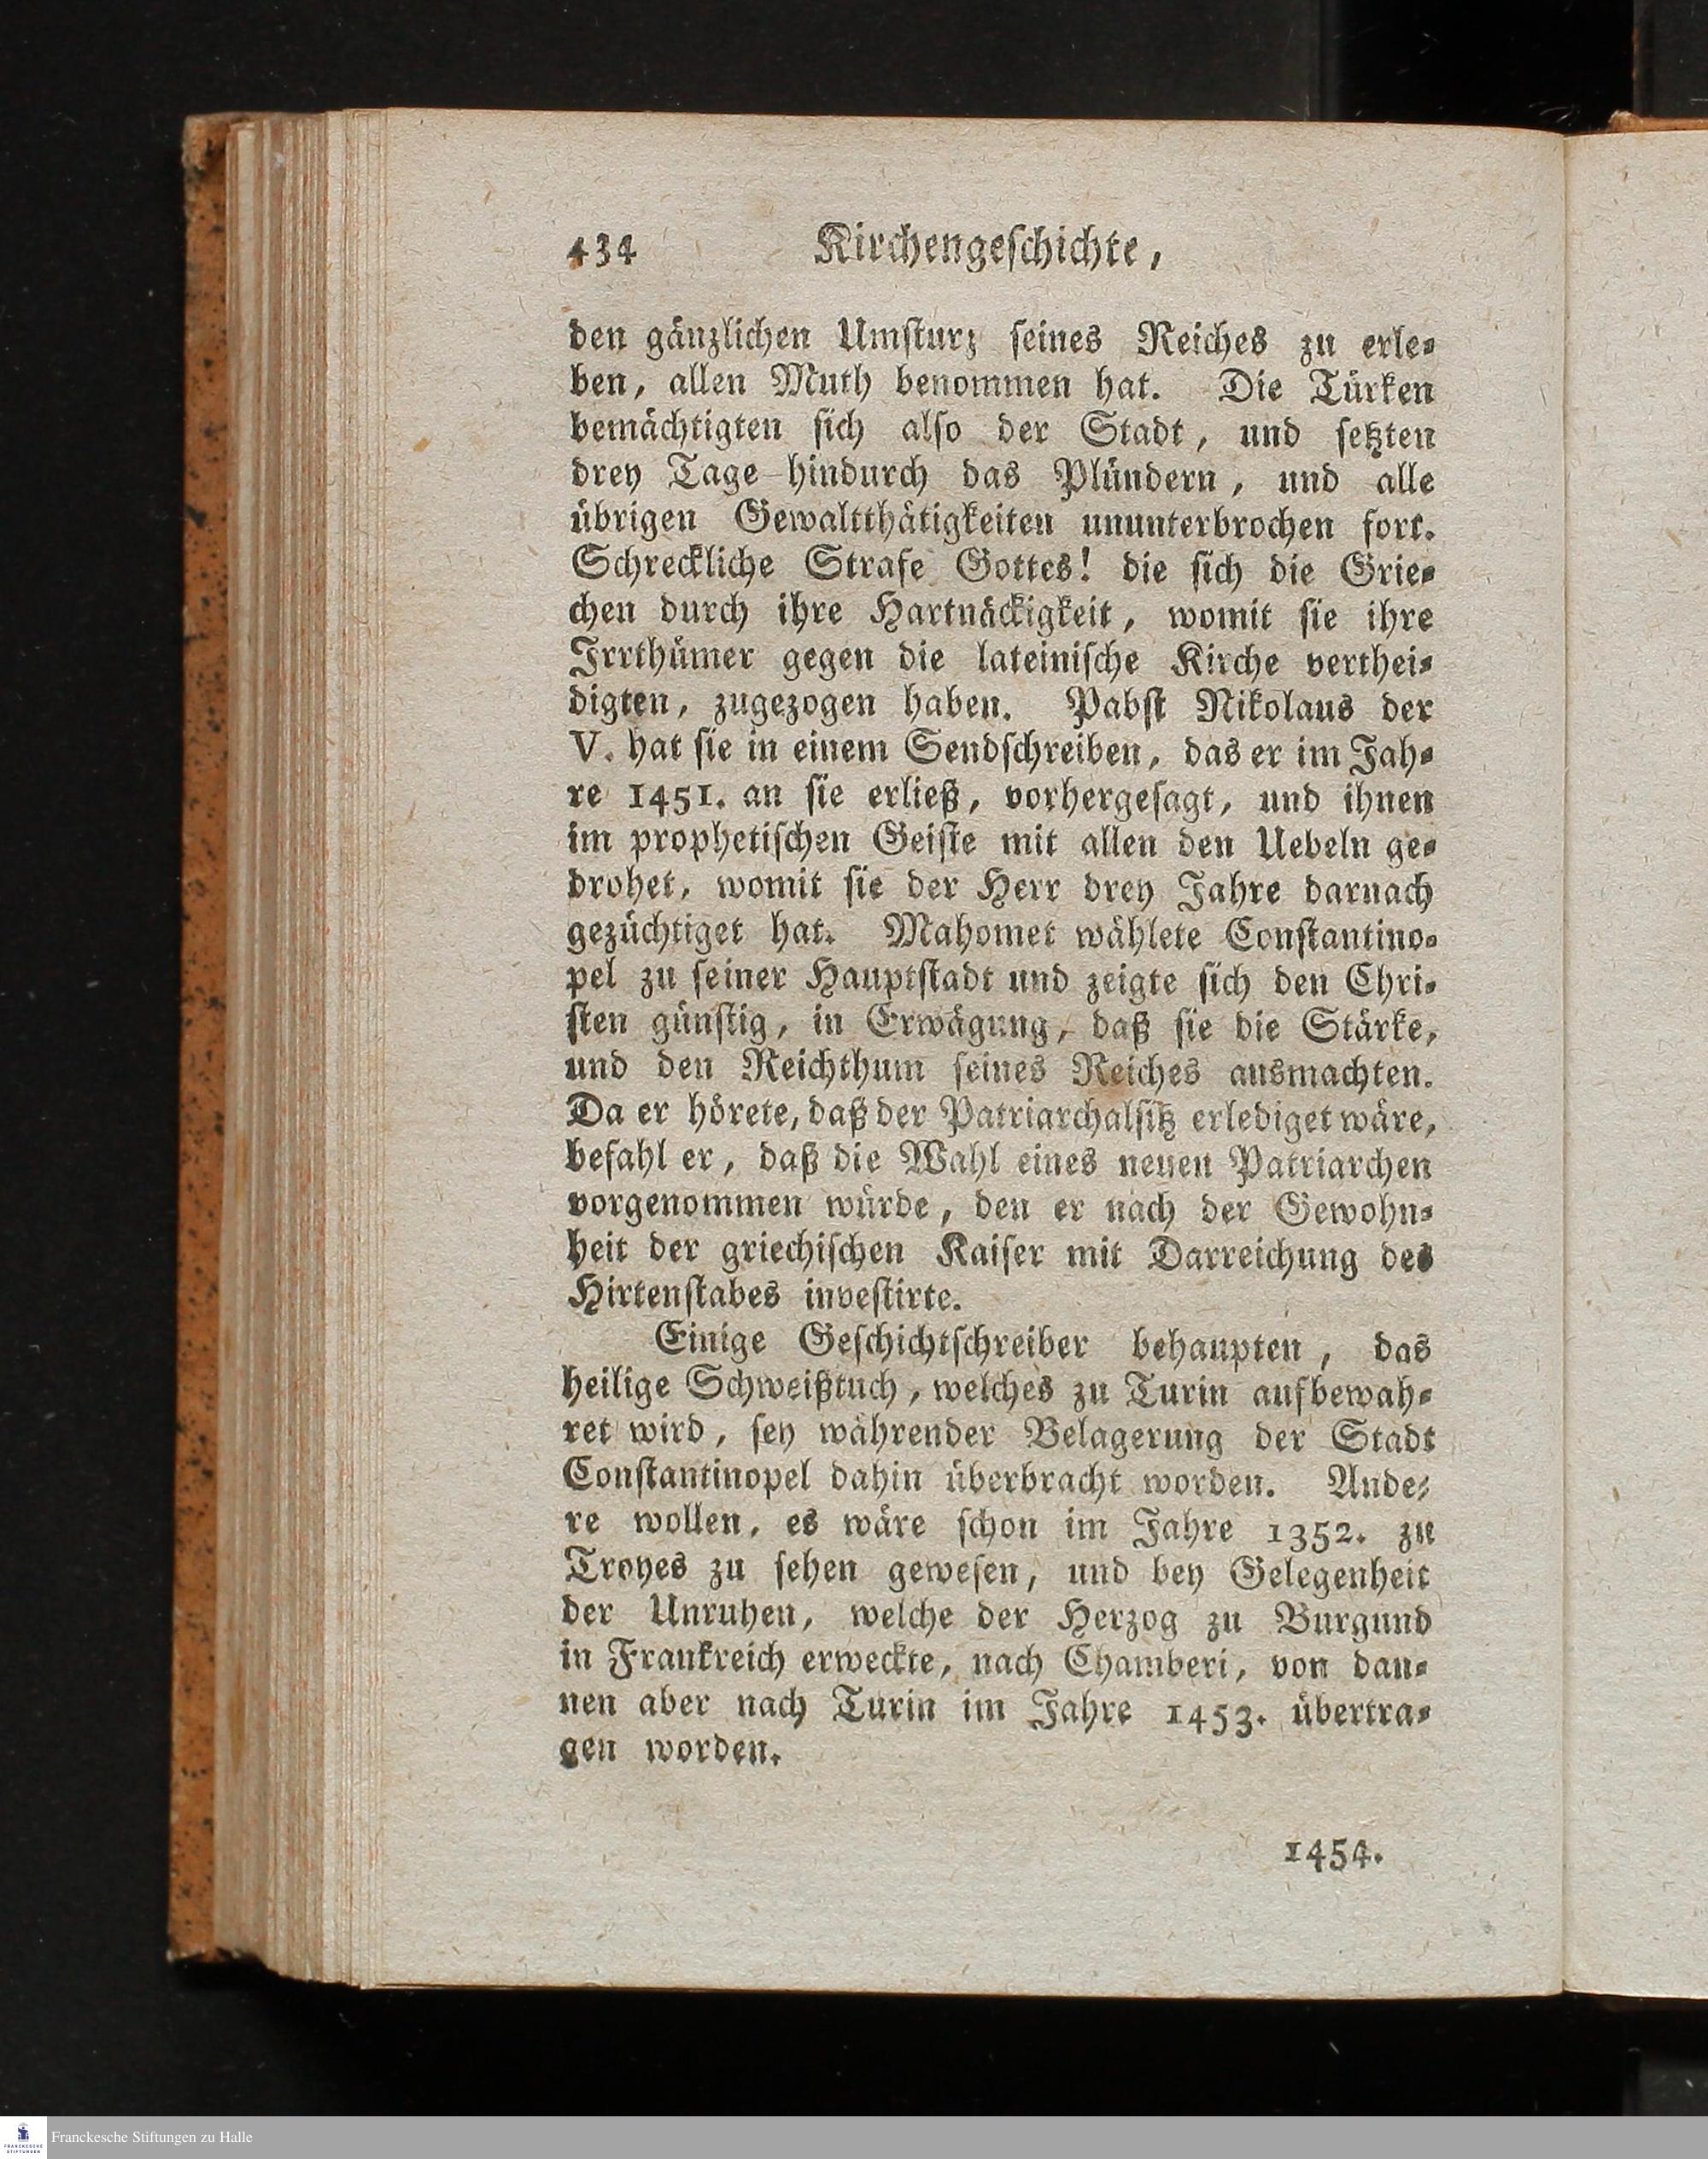 434 Kirchengeschichte,
den gänzlichen Umsturz seines Reiches zu erle-
ben, allen Muth benommen hat. Die Türken
bemächtigten sich also der Stadt, und setzten
drey Tage hindurch das Plündern, und alle
übrigen Gewaltthätigkeiten ununterbrochen fort.
Schreckliche Strafe Gottes! die sich die Grie-
chen durch ihre Hartnäckigkeit, womit sie ihre
Irrthümer gegen die lateinische Kirche verthei-
digten, zugezogen haben. Pabst Nikolaus der
V. hat sie in einem Sendschreiben, das er im Jah-
re 1451. an sie erließ, vorhergesagt, und ihnen
im prophetischen Geiste mit allen den Uebeln ge-
drohet, womit sie der Herr drey Jahre darnach
gezüchtiget hat. Mahomet wählete Constantino-
pel zu seiner Hauptstadt und zeigte sich den Chri-
sten günstig, in Erwägung, daß sie die Stärke,
und den Reichthum seines Reiches ausmachten.
Da er hörete, daß der Patriarchalsitz erlediget wäre,
befahl er, daß die Wahl eines neuen Patriarchen
vorgenommen würde, den er nach der Gewohn-
heit der griechischen Kaiser mit Darreichung des
Hirtenstabes investirte.
Einige Geschichtschreiber behaupten, das
heilige Schweißtuch, welches zu Turin aufbewah-
ret wird, sey währender Belagerung der Stadt
Constantinopel dahin überbracht worden. Ande-
re wollen, es wäre schon im Jahre 1352. zu
Troyes zu sehen gewesen, und bey Gelegenheit
der Unruhen, welche der Herzog zu Burgund
in Frankreich erweckte, nach Chamberi, von dan-
nen aber nach Turin im Jahre 1453. übertra-
gen worden.
1454.
Franckesche Stiftungen zu Halle
FRANCKESCHE
STIFTUNGEN